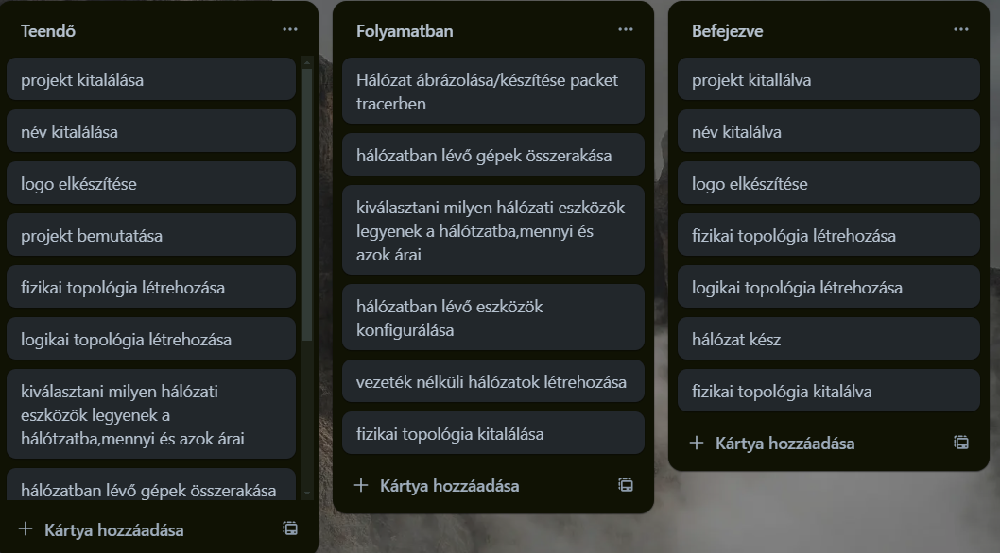 Teendő
projekt kitalálása
név kitalálása
logo elkészítése
projekt bemutatása
fizikai topológia létrehozása
logikai topológia létrehozása
kiválasztani milyen hálózati
eszközök legyenek a
hálótzatba,mennyi és azok árai
hálózatban lévő gépek összerakása
+ Kártya hozzáadása
Folyamatban
Hálózat ábrázolása/készítése packet
tracerben
hálózatban lévő gépek összerakása
kiválasztani milyen hálózati eszközök
legyenek a hálótzatba,mennyi és
azok árai
hálózatban lévő eszközök
konfigurálása
vezeték nélküli hálózatok létrehozása
fizikai topológia kitalálása
+ Kártya hozzáadása
Befejezve
projekt kitallálva
név kitalálva
logo elkészítése
fizikai topológia létrehozása
logikai topológia létrehozása
hálózat kész
fizikai topológia kitalálva
+ Kártya hozzáadása